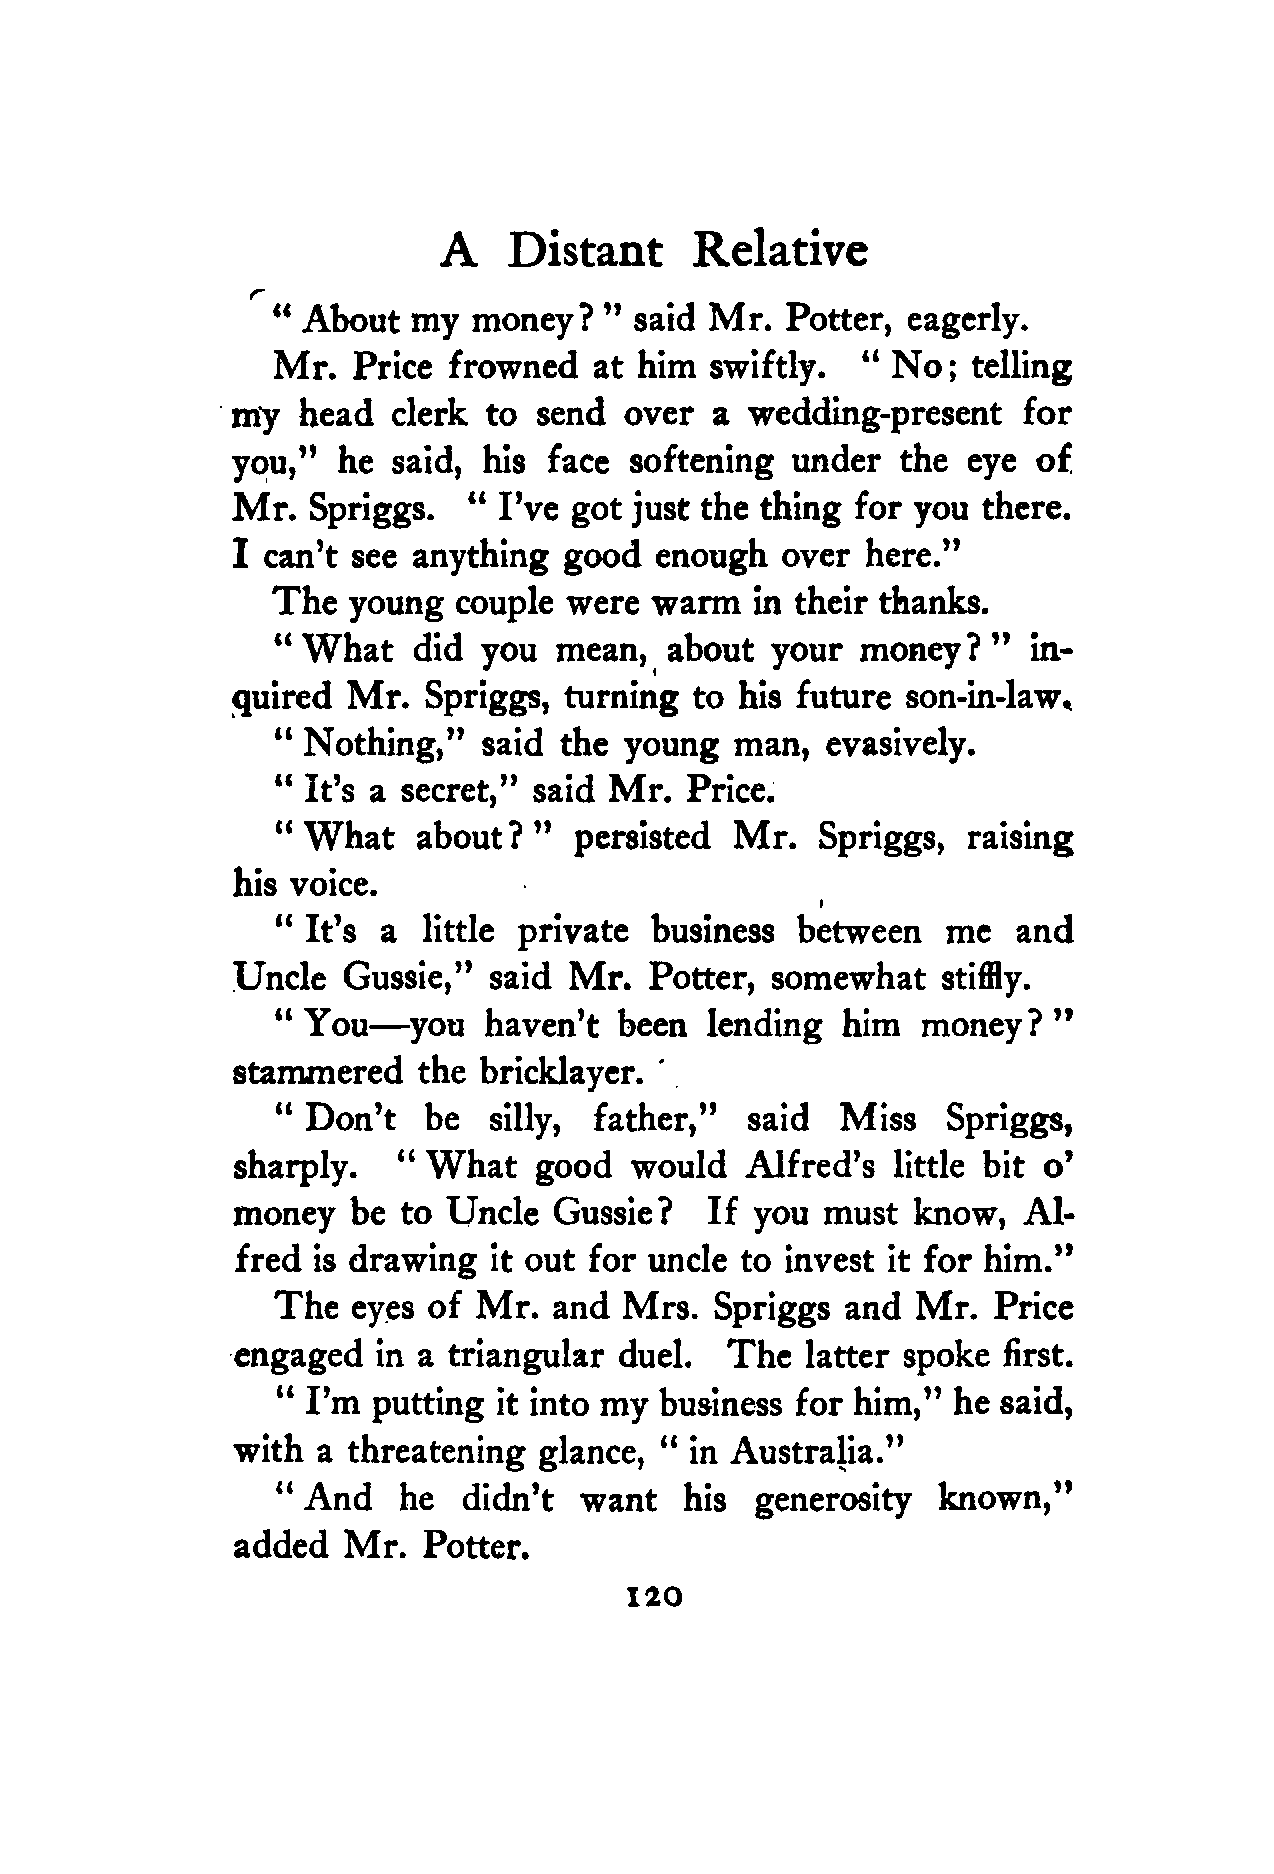 A Distant Relative
“ About my money? ” said Mr. Potter, eagerly.
Mr. Price frowned at him swiftly. “ No; telling
my head clerk to send over a wedding-present for
you,” he said, his face softening under the eye of
Mr. Spriggs. “ I’ve got just the thing for you there.
I can’t see anything good enough over here.”
The young couple were warm in their thanks.
“ What did you mean, about your money? ” in-
quired Mr. Spriggs, turning to his future son-in-law.
“ Nothing,” said the young man, evasively.
“ It’s a secret,” said Mr. Price.
“ What about? ” persisted Mr. Spriggs, raising
his voice.
“ It’s a little private business between me and
Uncle Gussie,” said Mr. Potter, somewhat stiffly.
“ You—you haven’t been lending him money? ”
stammered the bricklayer.
“ Don’t be silly, father,” said Miss Spriggs,
sharply. “ What good would Alfred’s little bit o’
money be to Uncle Gussie? If you must know, Al-
fred is drawing it out for uncle to invest it for him.”
The eyes of Mr. and Mrs. Spriggs and Mr. Price
engaged in a triangular duel. The latter spoke first.
“ I’m putting it into my business for him,” he said,
with a threatening glance, “ in Australia.”
“ And he didn’t want his generosity known,”
added Mr. Potter.
120